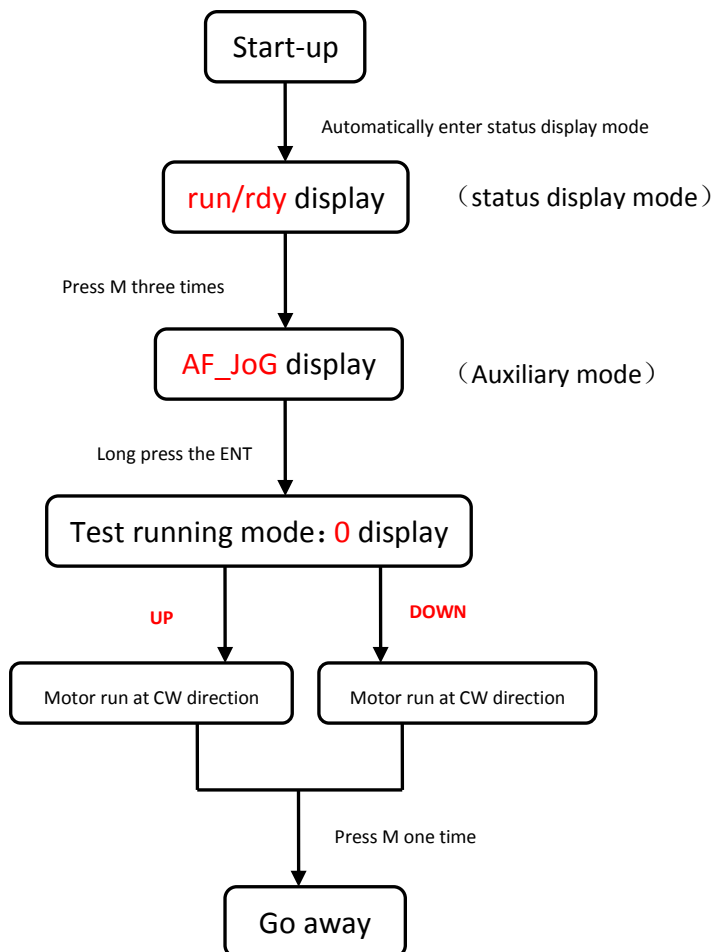 Start-up
Automatically enter status display mode
run/rdy display
（status display mode）
Press M three times
AF_JoG display
（Auxiliary mode）
Long press the ENT
Test running mode：0 display
UP
DOWN
Motor run at CW direction
Motor run at CW direction
Press M one time
Go away